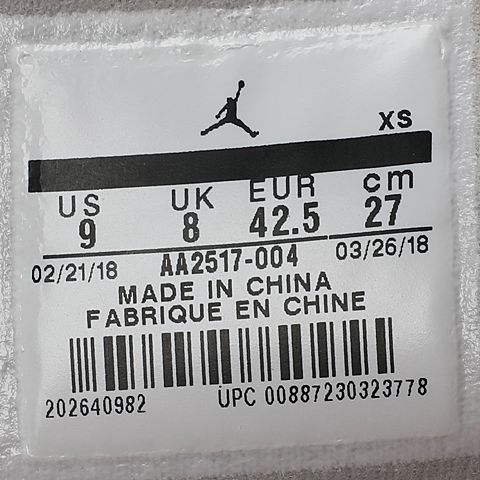 XS
US UK EUR cm
9 8 42.5 27
02/21/18 AA2517-004 03/26/18
MADE IN CHINA
FABRIQUE EN CHINE
202640982 UPC 00887230323778